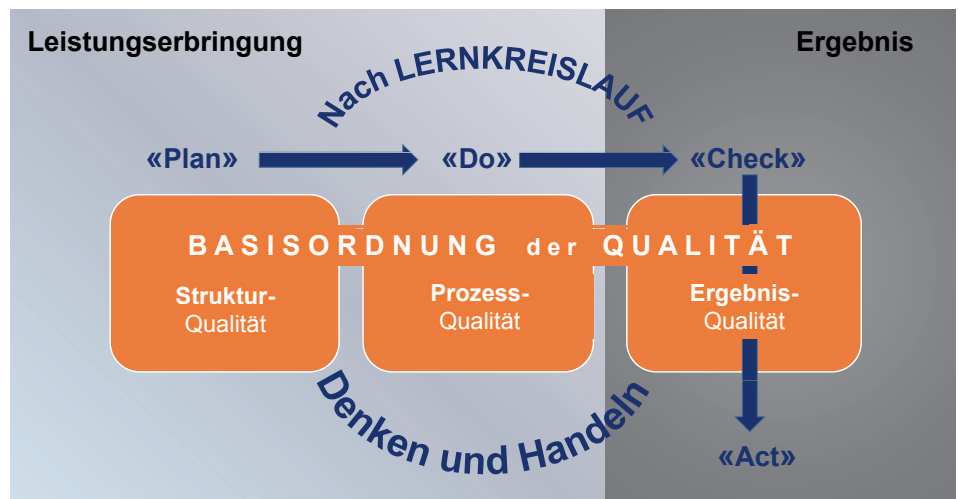 Leistungserbringung
Ergebnis
Nach LERNKREISLAUF
«Plan»
«Do»
«Check»
BASISORDNUNG der QUALITÄT
Struktur-
Qualität
Prozess-
Qualität
Ergebnis-
Qualität
Denken und Handeln
«Act»